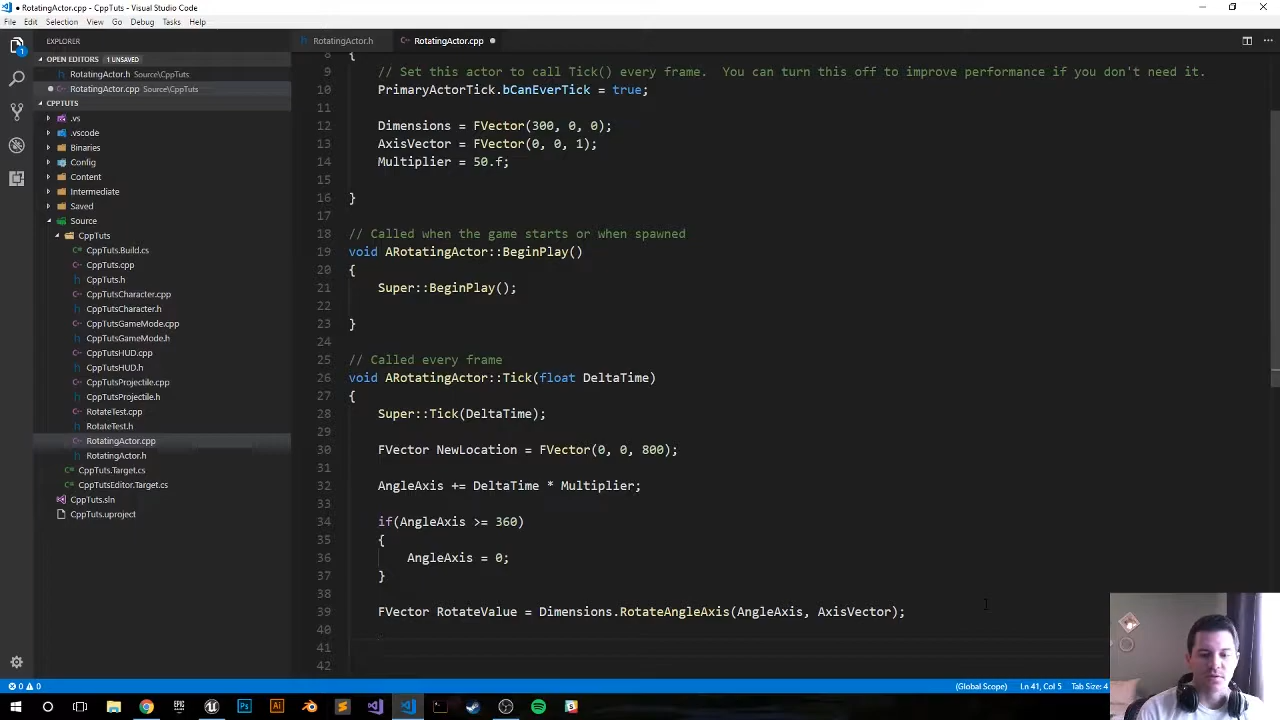 RotatingActor.cpp - CppTuts - Visual Studio Code
File Edit Selection View Go Debug Tasks Help
EXPLORER
OPEN EDITORS 1 UNSAVED
RotatingActor.h Source\CppTuts
RotatingActor.cpp Source\CppTuts
CPPTUTS
.vs
.vscode
Binaries
Config
Content
Intermediate
Saved
Source
CppTuts
CppTuts.Build.cs
CppTuts.cpp
CppTuts.h
CppTutsCharacter.cpp
CppTutsCharacter.h
CppTutsGameMode.cpp
CppTutsGameMode.h
CppTutsHUD.cpp
CppTutsHUD.h
CppTutsProjectile.cpp
CppTutsProjectile.h
RotateTest.cpp
RotateTest.h
RotatingActor.cpp
RotatingActor.h
CppTuts.Target.cs
CppTutsEditor.Target.cs
CppTuts.sln
CppTuts.uproject
RotatingActor.h RotatingActor.cpp
8 {
9 // Set this actor to call Tick() every frame.  You can turn this off to improve performance if you don't need it.
10 PrimaryActorTick.bCanEverTick = true;
11
12 Dimensions = FVector(300, 0, 0);
13 AxisVector = FVector(0, 0, 1);
14 Multiplier = 50.f;
15
16 }
17
18 // Called when the game starts or when spawned
19 void ARotatingActor::BeginPlay()
20 {
21 Super::BeginPlay();
22
23 }
24
25 // Called every frame
26 void ARotatingActor::Tick(float DeltaTime)
27 {
28 Super::Tick(DeltaTime);
29
30 FVector NewLocation = FVector(0, 0, 800);
31
32 AngleAxis += DeltaTime * Multiplier;
33
34 if(AngleAxis >= 360)
35 {
36 AngleAxis = 0;
37 }
38
39 FVector RotateValue = Dimensions.RotateAngleAxis(AngleAxis, AxisVector);
40
41
42
0 0 (Global Scope) Ln 41, Col 5 Tab Size: 4